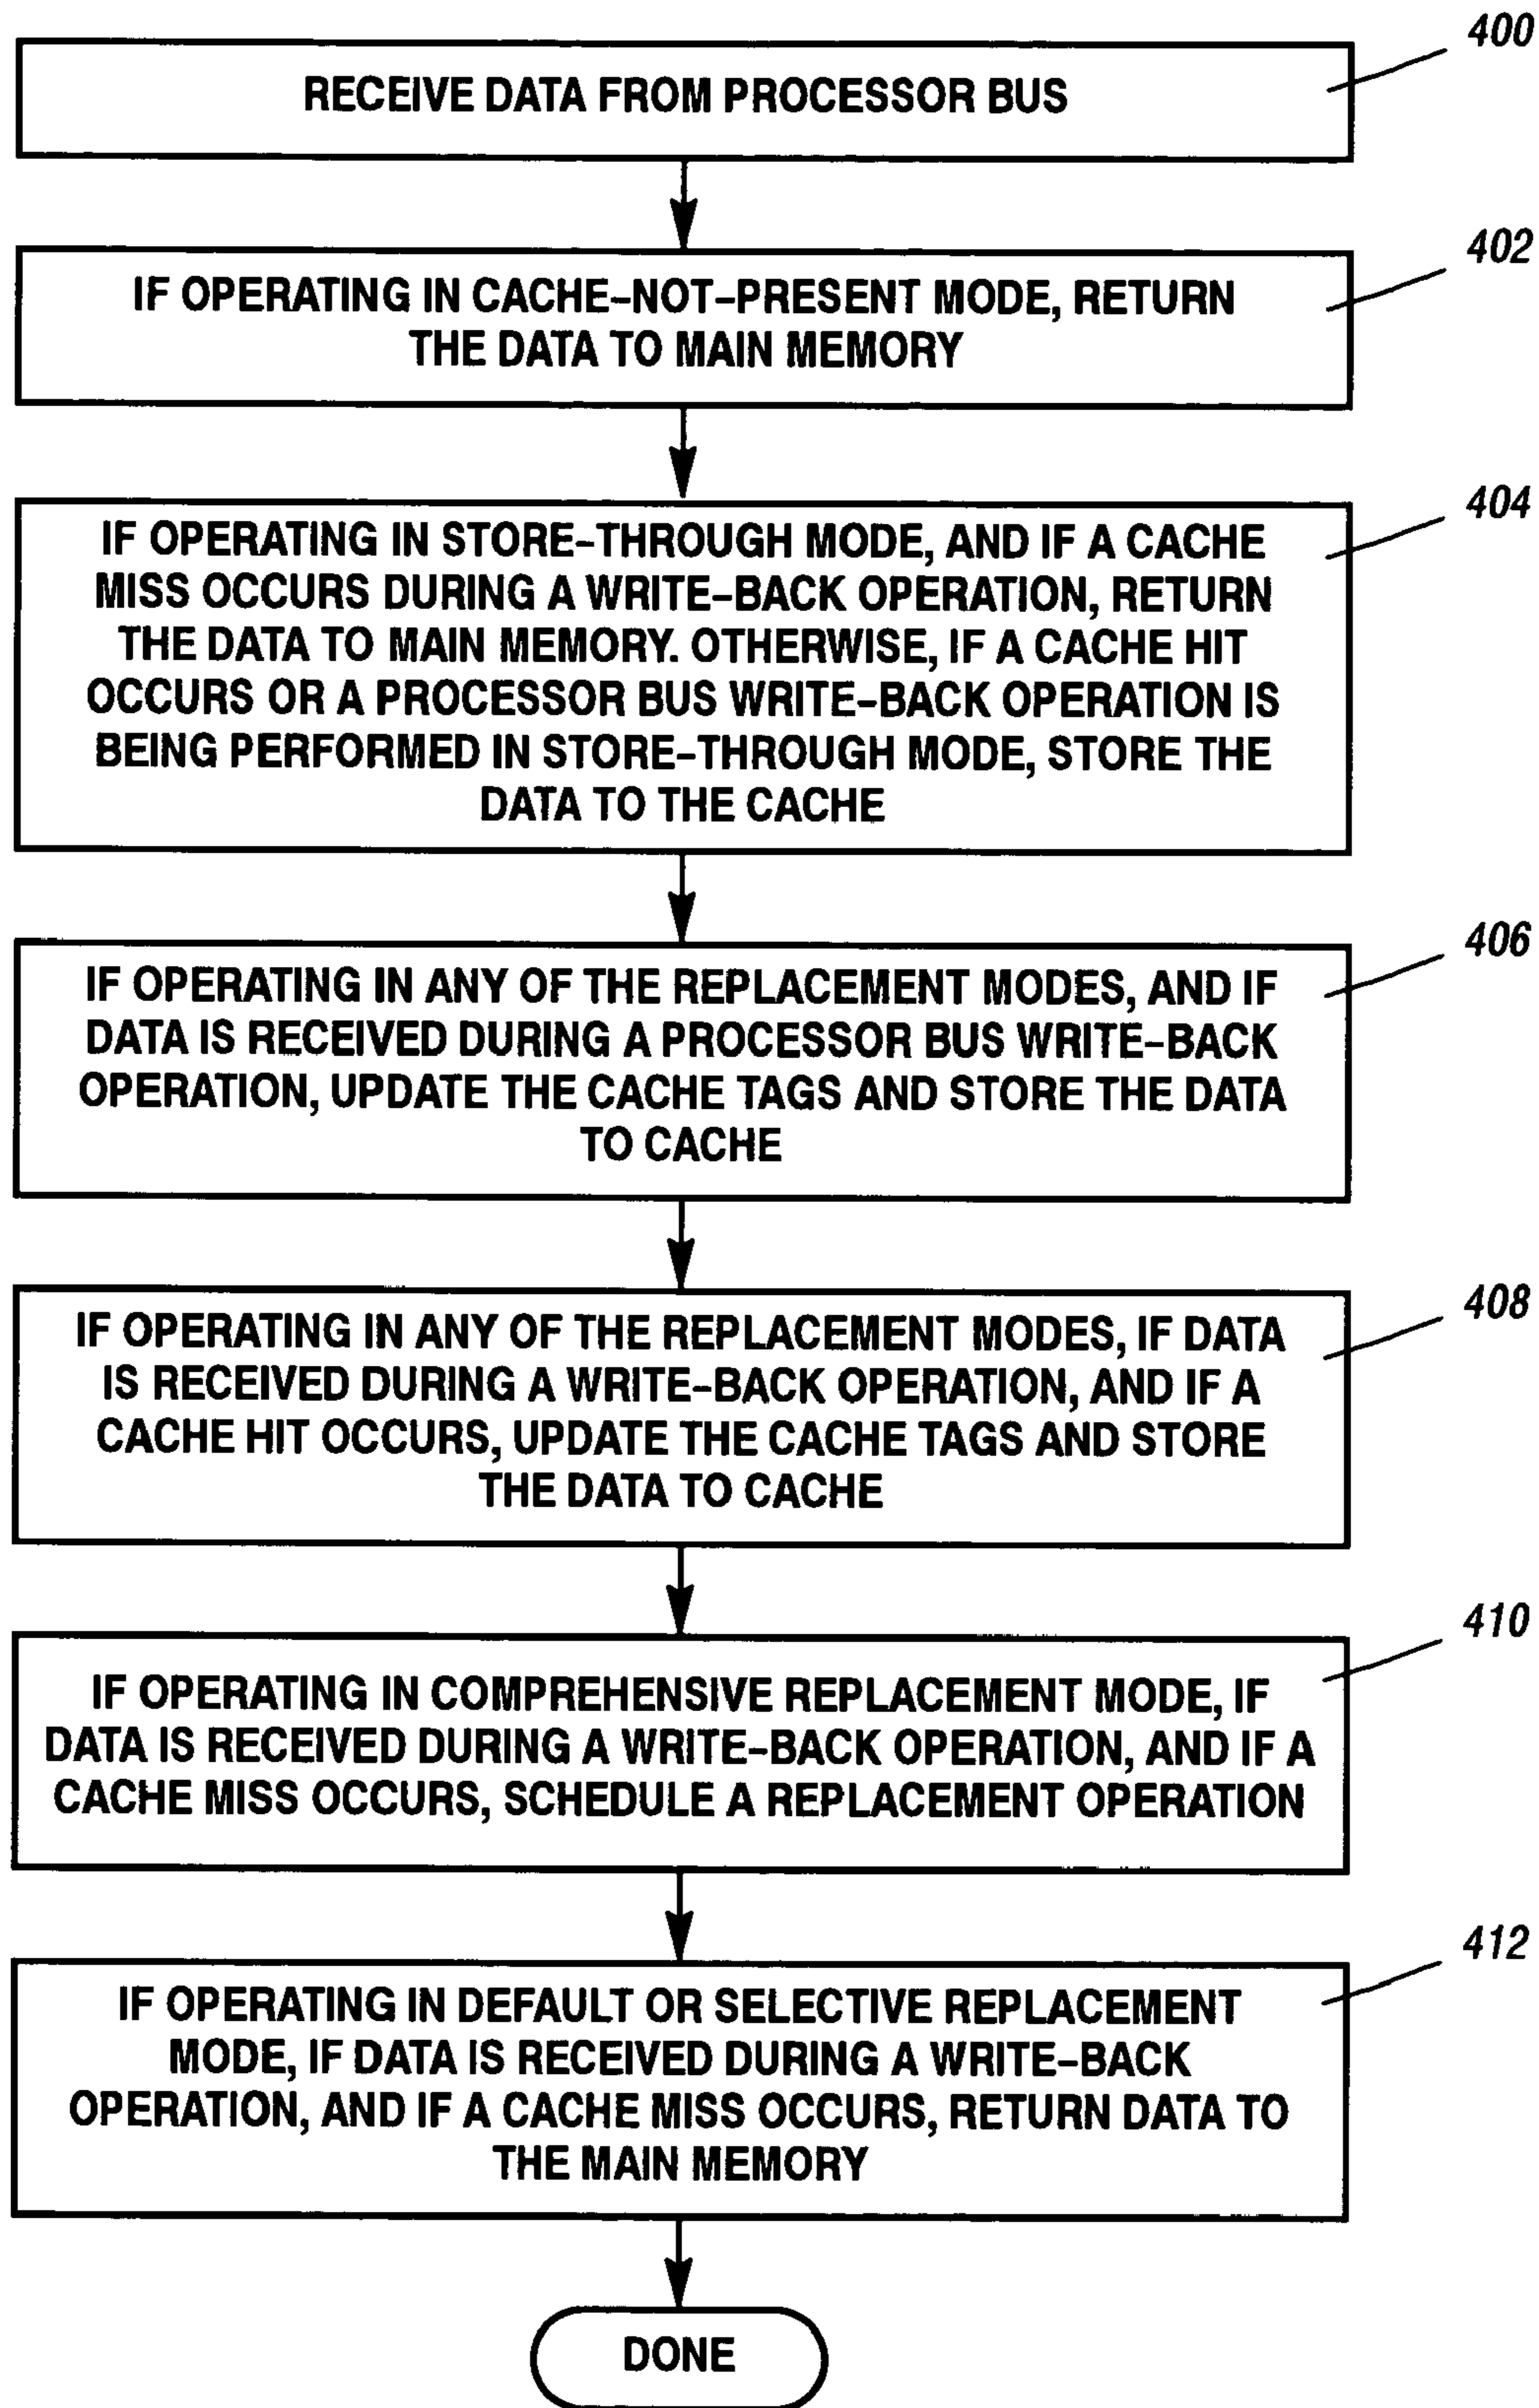 400
RECEIVE DATA FROM PROCESSOR BUS
402
IF OPERATING IN CACHE-NOT-PRESENT MODE, RETURN
THE DATA TO MAIN MEMORY
404
IF OPERATING IN STORE-THROUGH MODE, AND IF A CACHE
MISS OCCURS DURING A WRITE-BACK OPERATION, RETURN
THE DATA TO MAIN MEMORY. OTHERWISE, IF A CACHE HIT
OCCURS OR A PROCESSOR BUS WRITE-BACK OPERATION IS
BEING PERFORMED IN STORE-THROUGH MODE, STORE THE
DATA TO THE CACHE
406
IF OPERATING IN ANY OF THE REPLACEMENT MODES, AND IF
DATA IS RECEIVED DURING A PROCESSOR BUS WRITE-BACK
OPERATION, UPDATE THE CACHE TAGS AND STORE THE DATA
TO CACHE
408
IF OPERATING IN ANY OF THE REPLACEMENT MODES, IF DATA
IS RECEIVED DURING A WRITE-BACK OPERATION, AND IF A
CACHE HIT OCCURS, UPDATE THE CACHE TAGS AND STORE
THE DATA TO CACHE
410
IF OPERATING IN COMPREHENSIVE REPLACEMENT MODE, IF
DATA IS RECEIVED DURING A WRITE-BACK OPERATION, AND IF A
CACHE MISS OCCURS, SCHEDULE A REPLACEMENT OPERATION
412
IF OPERATING IN DEFAULT OR SELECTIVE REPLACEMENT
MODE, IF DATA IS RECEIVED DURING A WRITE-BACK
OPERATION, AND IF A CACHE MISS OCCURS, RETURN DATA TO
THE MAIN MEMORY
DONE